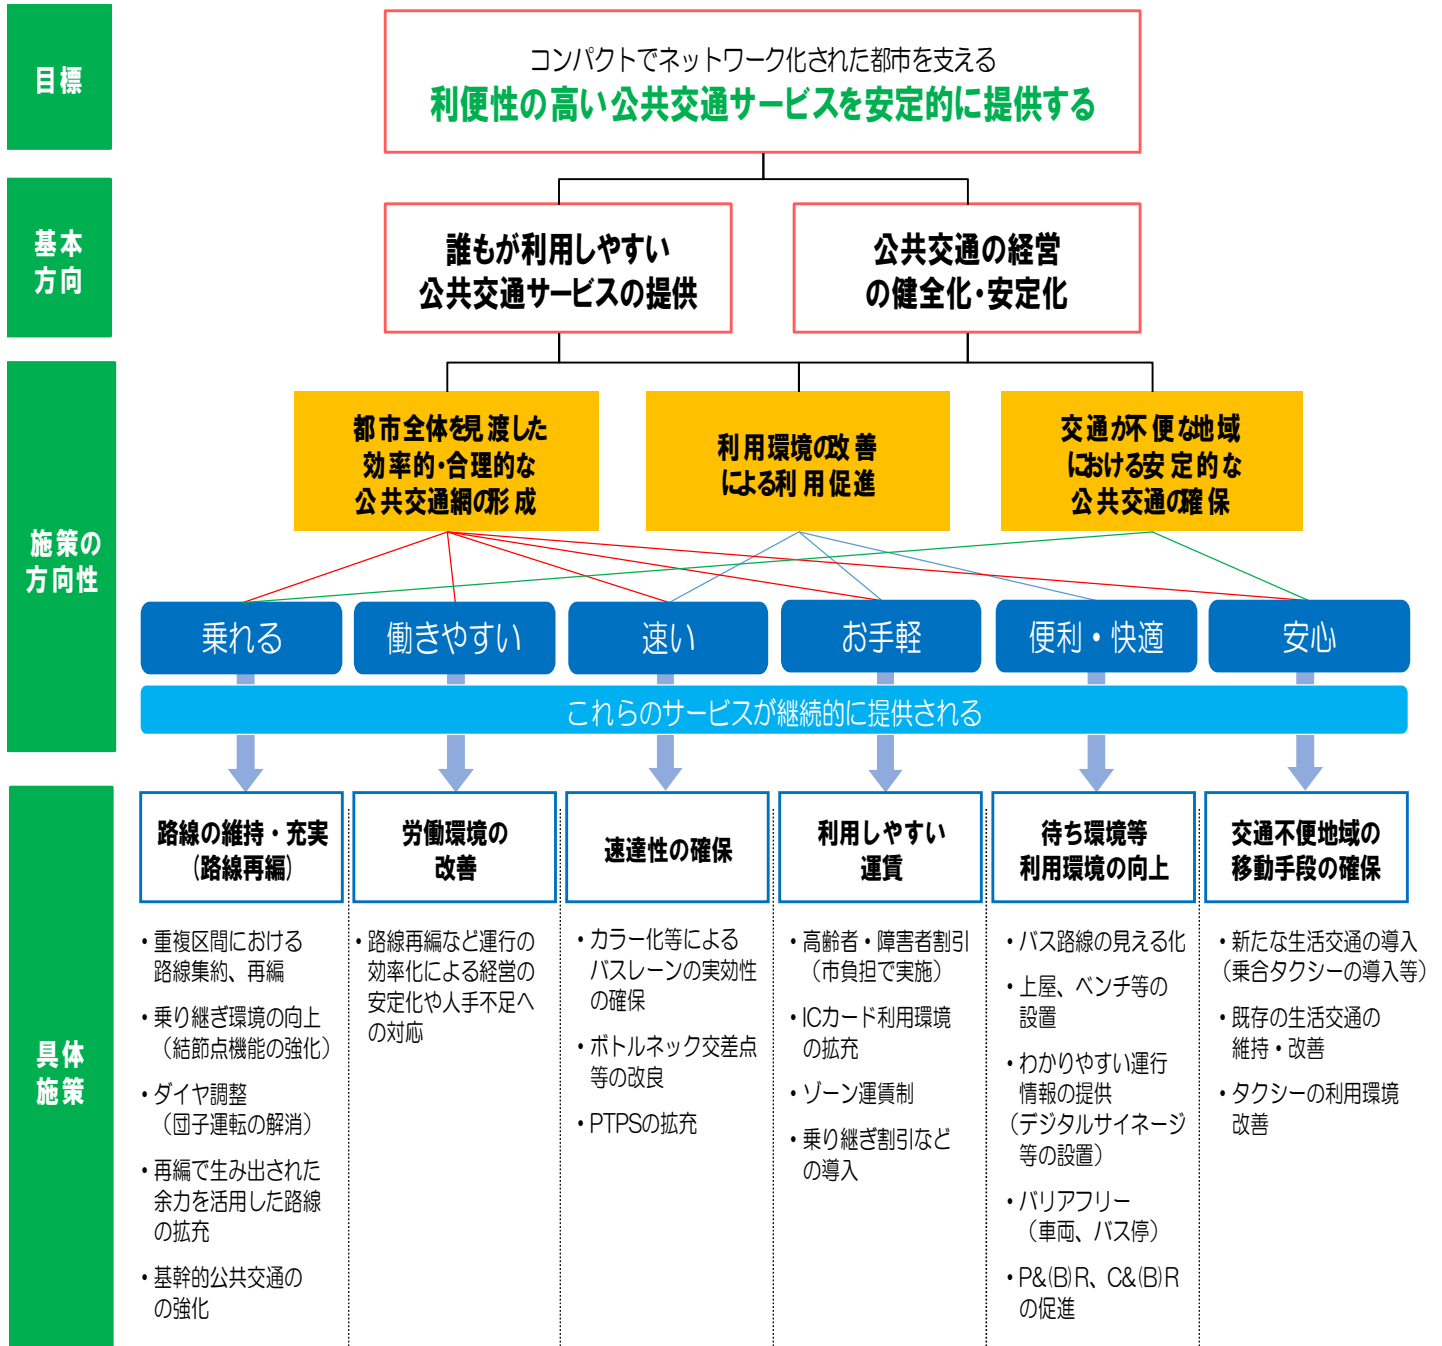 目標
コンパクトでネットワーク化された都市を支える
利便性の高い公共交通サービスを安定的に提供する
基本
方向
誰もが利用しやすい
公共交通サービスの提供
公共交通の経営
の健全化・安定化
施策の
方向性
都市全体を見渡した
効率的・合理的な
公共交通網の形成
利用環境の改善
による利用促進
交通が不便な地域
における安定的な
公共交通の確保
乗れる
働きやすい
速い
お手軽
便利・快適
安心
これらのサービスが継続的に提供される
具体
施策
路線の維持・充実
(路線再編)
・重複区間における
路線集約、再編
・乗り継ぎ環境の向上
（結節点機能の強化）
・ダイヤ調整
（団子運転の解消）
・再編で生み出された
余力を活用した路線
の拡充
・基幹的公共交通の
の強化
労働環境の
改善
・路線再編など運行の
効率化による経営の
安定化や人手不足へ
の対応
速達性の確保
・カラー化等による
バスレーンの実効性
の確保
・ボトルネック交差点
等の改良
・PTPSの拡充
利用しやすい
運賃
・高齢者・障害者割引
（市負担で実施）
・ICカード利用環境
の拡充
・ゾーン運賃制
・乗り継ぎ割引など
の導入
待ち環境等
利用環境の向上
・バス路線の見える化
・上屋、ベンチ等の
設置
・わかりやすい運行
情報の提供
（デジタルサイネージ
等の設置）
・バリアフリー
（車両、バス停）
・P&(B)R、C&(B)R
の促進
交通不便地域の
移動手段の確保
・新たな生活交通の導入
（乗合タクシーの導入等）
・既存の生活交通の
維持・改善
・タクシーの利用環境
改善